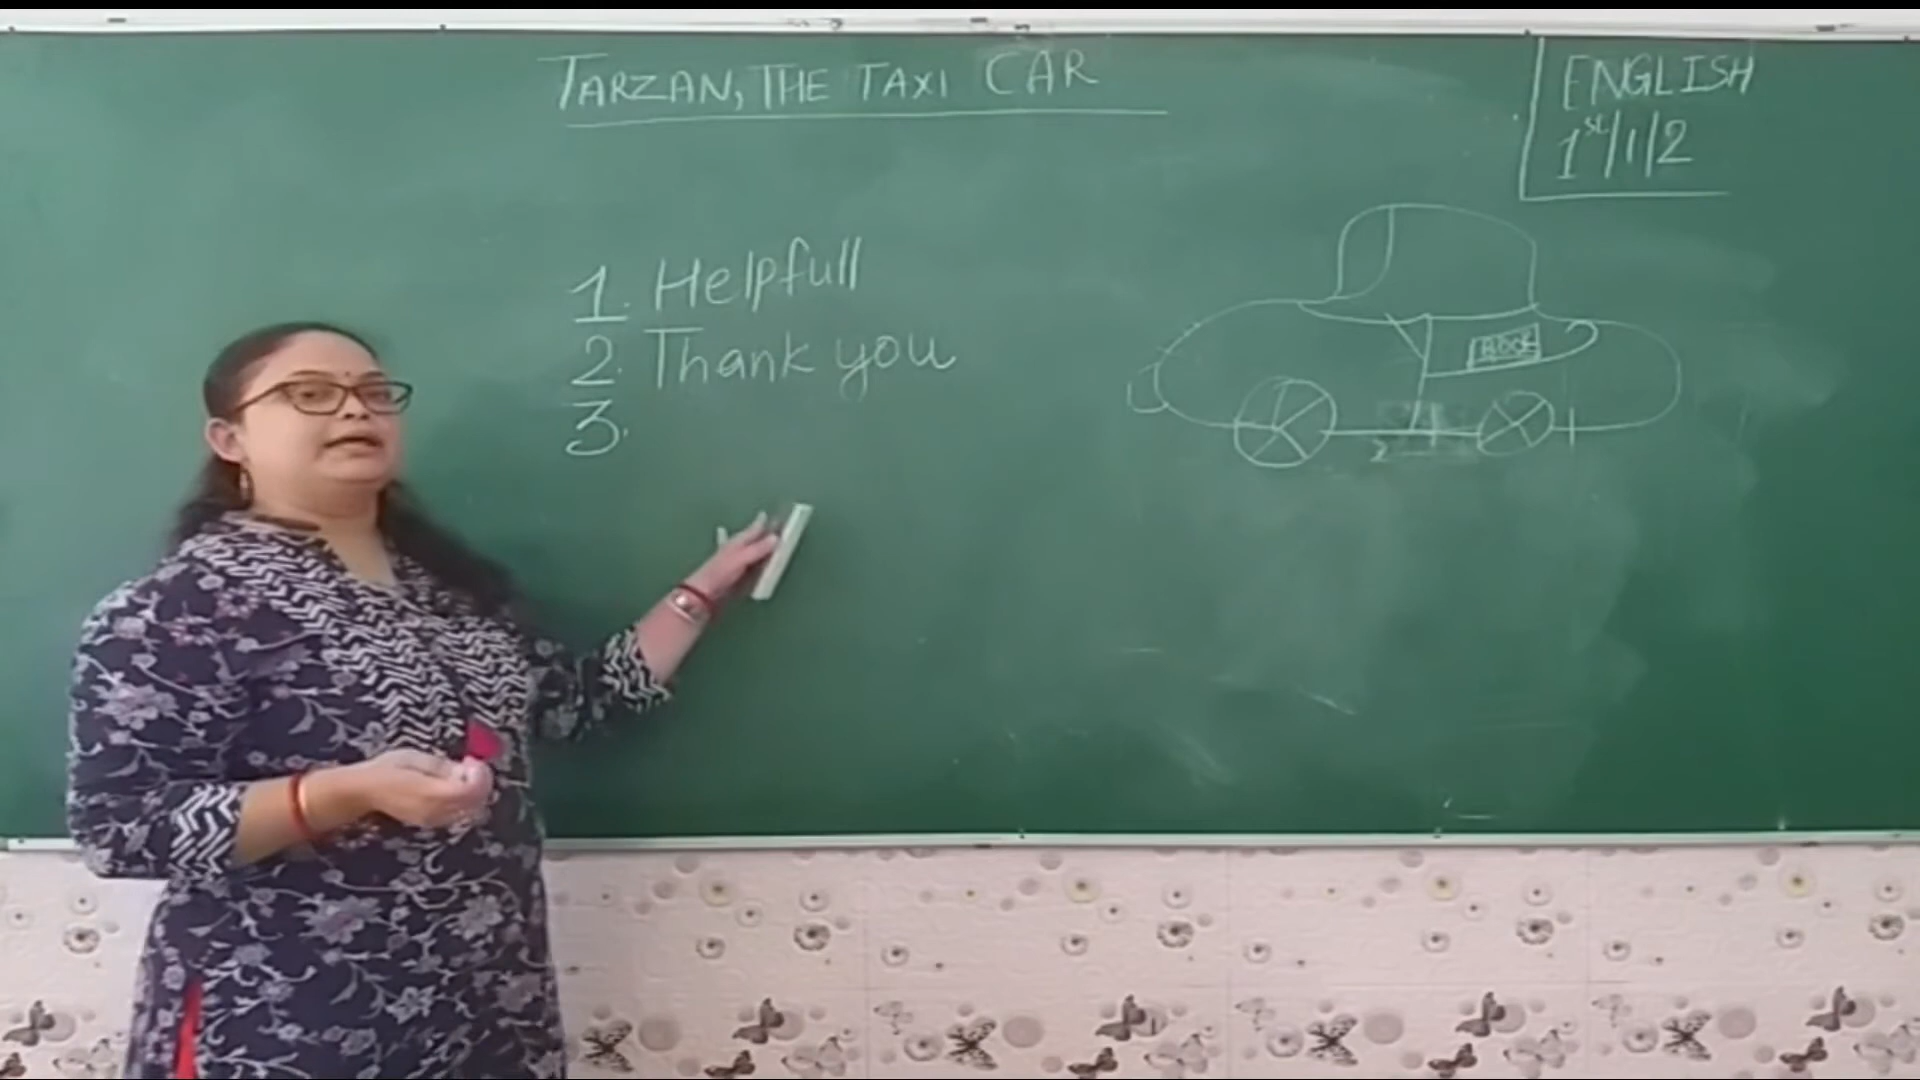 TARZAN, THE TAXI CAR
ENGLISH
1st/1/2
1. Helpfull
2. Thank you
3.